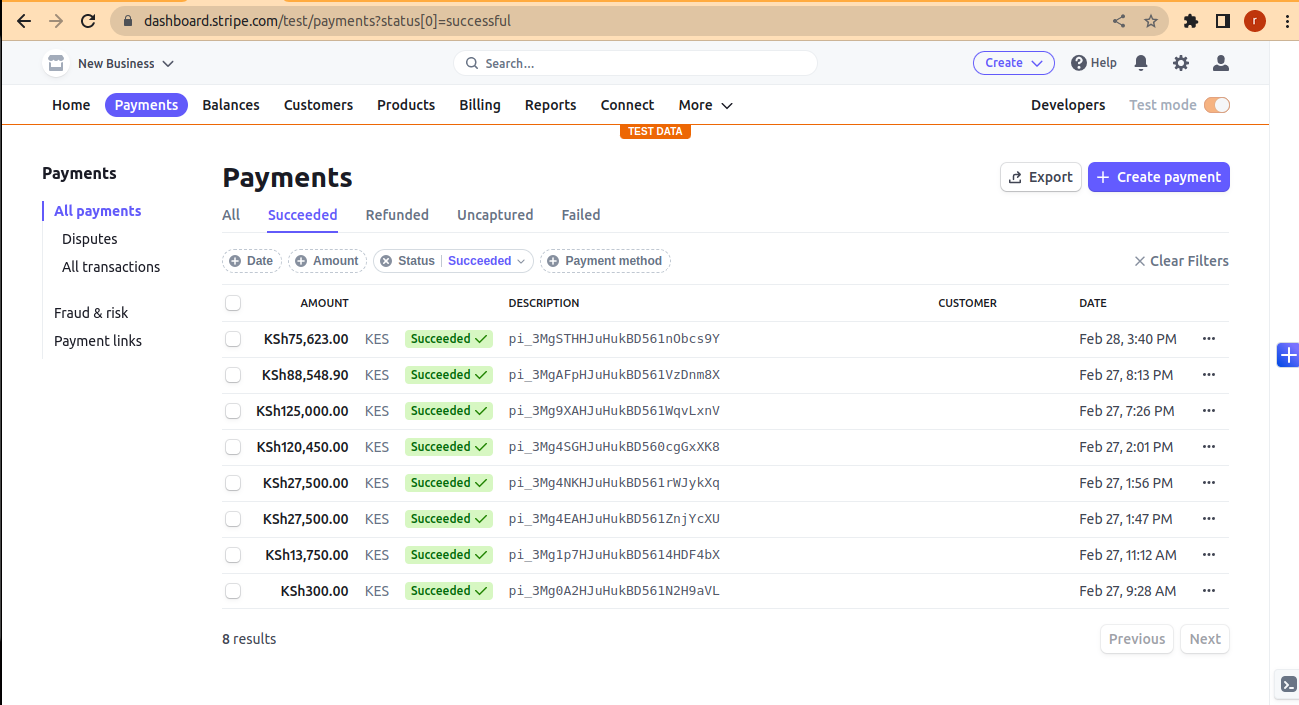 dashboard.stripe.com/test/payments?status[0]=successful
r
New Business
Search...
Create
Help
Home Payments Balances Customers Products Billing Reports Connect More Developers Test mode
TEST DATA
Payments
All payments
Disputes
All transactions
Fraud & risk
Payment links
Payments
Export
Create payment
All Succeeded Refunded Uncaptured Failed
Date Amount Status Succeeded Payment method Clear Filters
AMOUNT DESCRIPTION CUSTOMER DATE
KSh75,623.00 KES Succeeded pi_3MgSTHHJuHukBD561nObcs9Y Feb 28, 3:40 PM
KSh88,548.90 KES Succeeded pi_3MgAFpHJuHukBD561VzDnm8X Feb 27, 8:13 PM
KSh125,000.00 KES Succeeded pi_3Mg9XAHJuHukBD561WqvLxnV Feb 27, 7:26 PM
KSh120,450.00 KES Succeeded pi_3Mg4SGHJuHukBD560cgGxXK8 Feb 27, 2:01 PM
KSh27,500.00 KES Succeeded pi_3Mg4NKHJuHukBD561rWJykXq Feb 27, 1:56 PM
KSh27,500.00 KES Succeeded pi_3Mg4EAHJuHukBD561ZnjYcXU Feb 27, 1:47 PM
KSh13,750.00 KES Succeeded pi_3Mg1p7HJuHukBD5614HDF4bX Feb 27, 11:12 AM
KSh300.00 KES Succeeded pi_3Mg0A2HJuHukBD561N2H9aVL Feb 27, 9:28 AM
8 results
Previous Next